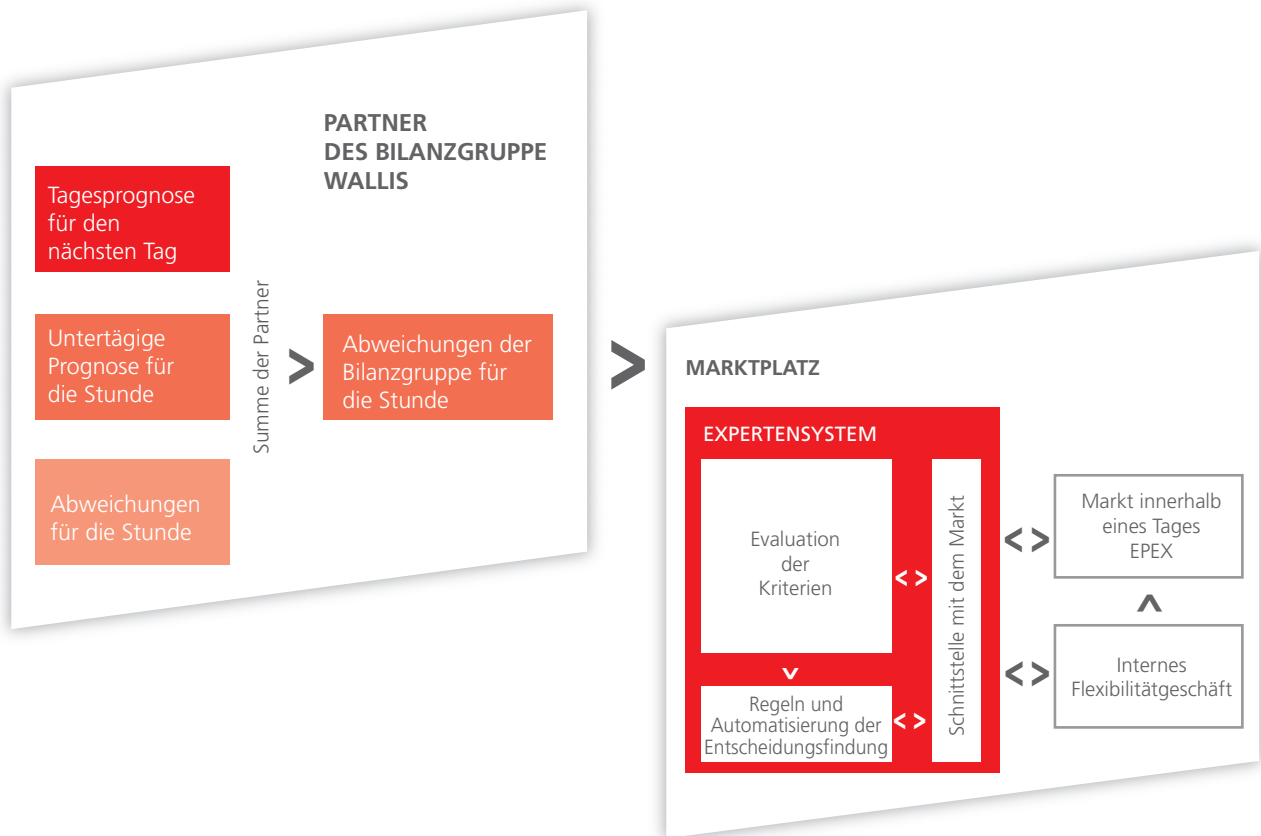 PARTNER
DES BILANZGRUPPE
WALLIS
Tagesprognose
für den
nächsten Tag
Untertägige
Prognose für
die Stunde
Abweichungen
für die Stunde
Summe der Partner
>
Abweichungen der
Bilanzgruppe für
die Stunde
>
MARKTPLATZ
EXPERTENSYSTEM
Evaluation
der
Kriterien
< >
>
Regeln und
Automatisierung der
Entscheidungsfindung
< >
Schnittstelle mit dem Markt
< >
Markt innerhalb
eines Tages
EPEX
>
< >
Internes
Flexibilitätgeschäft